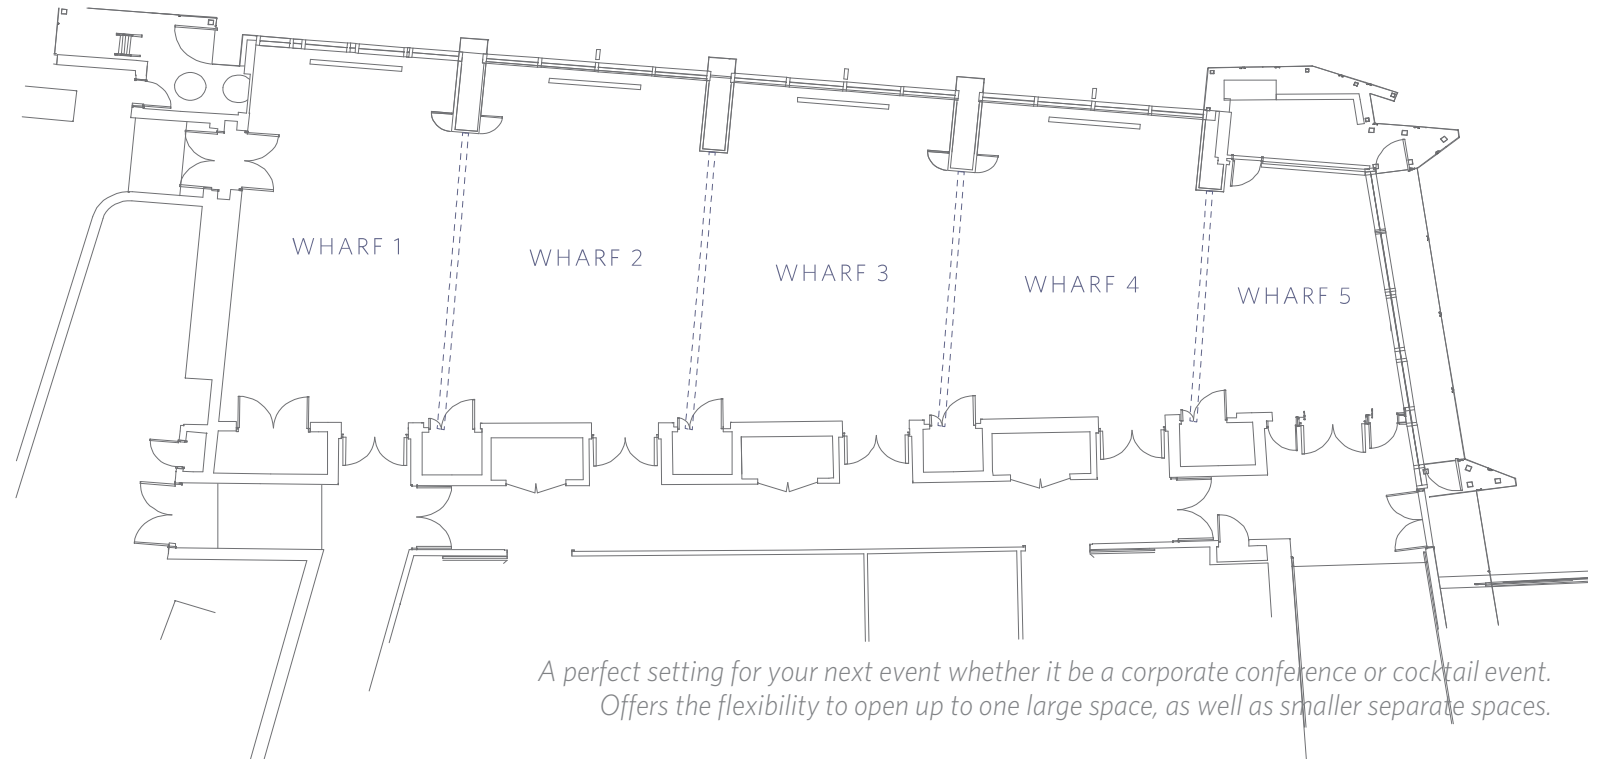 WHARF 1
WHARF 2
WHARF 3
WHARF 4
WHARF 5
A perfect setting for your next event whether it be a corporate conference or cocktail event.
Offers the flexibility to open up to one large space, as well as smaller separate spaces.